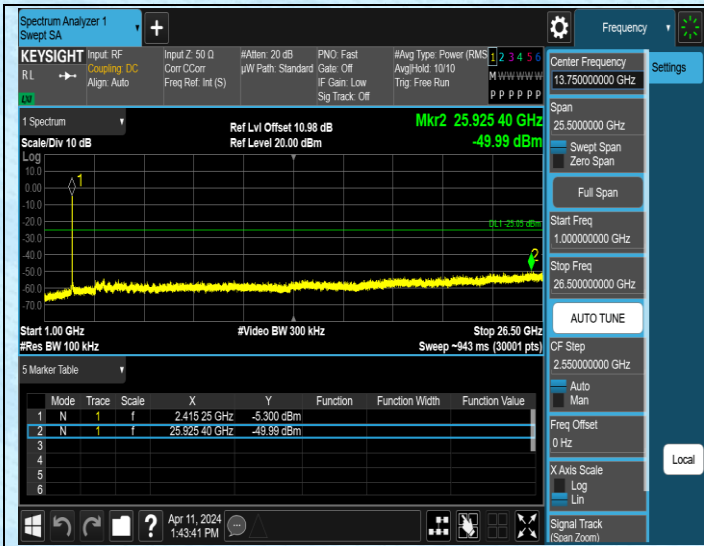 Spectrum Analyzer 1
Swept SA
Frequency
KEYSIGHT
RL
LXI
Input: RF
Coupling: DC
Align: Auto
Input Z: 50 Ω
Corr CCorr
Freq Ref: Int (S)
#Atten: 20 dB
µW Path: Standard
PNO: Fast
Gate: Off
IF Gain: Low
Sig Track: Off
#Avg Type: Power (RMS
Avg|Hold: 10/10
Trig: Free Run
1 2 3 4 5 6
M W W W W W
P P P P P P
1 Spectrum
Scale/Div 10 dB
Log
Ref Lvl Offset 10.98 dB
Ref Level 20.00 dBm
Mkr2 25.925 40 GHz
-49.99 dBm
10.0
0.00
-10.0
-20.0
-30.0
-40.0
-50.0
-60.0
-70.0
1
2
DL1 -25.05 dBm
Start 1.00 GHz
#Res BW 100 kHz
#Video BW 300 kHz
Stop 26.50 GHz
Sweep ~943 ms (30001 pts)
5 Marker Table
Mode Trace Scale X Y Function Function Width Function Value
1 N 1 f 2.415 25 GHz -5.300 dBm
2 N 1 f 25.925 40 GHz -49.99 dBm
3
4
5
6
Apr 11, 2024
1:43:41 PM
Center Frequency
13.750000000 GHz
Span
25.5000000 GHz
Swept Span
Zero Span
Full Span
Start Freq
1.000000000 GHz
Stop Freq
26.500000000 GHz
AUTO TUNE
CF Step
2.550000000 GHz
Auto
Man
Freq Offset
0 Hz
X Axis Scale
Log
Lin
Signal Track
(Span Zoom)
Settings
Local